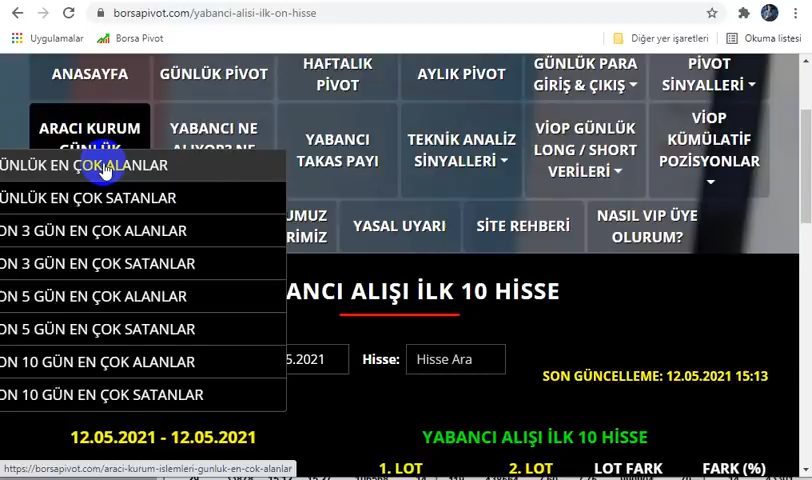 borsapivot.com/yabanci-alisi-ilk-on-hisse
Uygulamalar
Borsa Pivot
Diğer yer işaretleri
Okuma listesi
ANASAYFA
GÜNLÜK PİVOT
HAFTALIK
PİVOT
AYLIK PİVOT
GÜNLÜK PARA
GİRİŞ & ÇIKIŞ
PİVOT
SİNYALLERİ
ARACI KURUM
YABANCI NE
YABANCI
TAKAS PAYI
TEKNİK ANALİZ
SİNYALLERİ
VİOP GÜNLÜK
LONG / SHORT
VERİLERİ
VİOP
KÜMÜLATİF
POZİSYONLAR
ÜNLÜK EN ÇOK ALANLAR
ÜNLÜK EN ÇOK SATANLAR
ON 3 GÜN EN ÇOK ALANLAR
ON 3 GÜN EN ÇOK SATANLAR
ON 5 GÜN EN ÇOK ALANLAR
ON 5 GÜN EN ÇOK SATANLAR
ON 10 GÜN EN ÇOK ALANLAR
ON 10 GÜN EN ÇOK SATANLAR
UMUZ
RİMİZ
YASAL UYARI
SİTE REHBERİ
NASIL VIP ÜYE
OLURUM?
ANCI ALIŞI İLK 10 HİSSE
5.2021
Hisse:
Hisse Ara
SON GÜNCELLEME: 12.05.2021 15:13
12.05.2021 - 12.05.2021
YABANCI ALIŞI İLK 10 HİSSE
1. LOT
2. LOT
LOT FARK
FARK (%)
https://borsapivot.com/araci-kurum-islemleri-gunluk-en-cok-alanlar